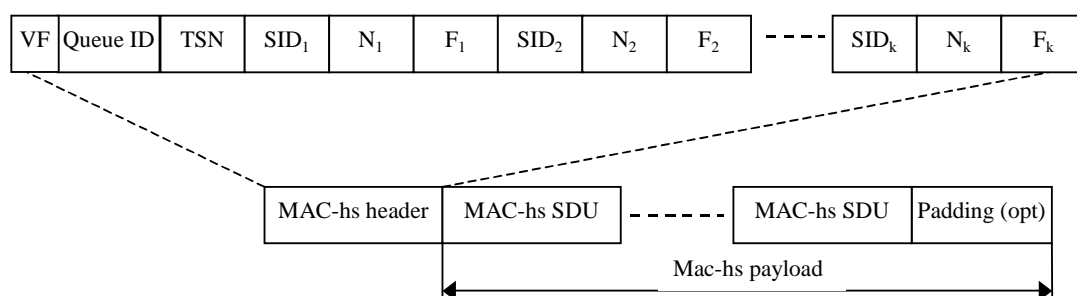 VF Queue ID TSN SID₁ N₁ F₁ SID₂ N₂ F₂ SIDₖ Nₖ Fₖ
MAC-hs header MAC-hs SDU MAC-hs SDU Padding (opt)
Mac-hs payload